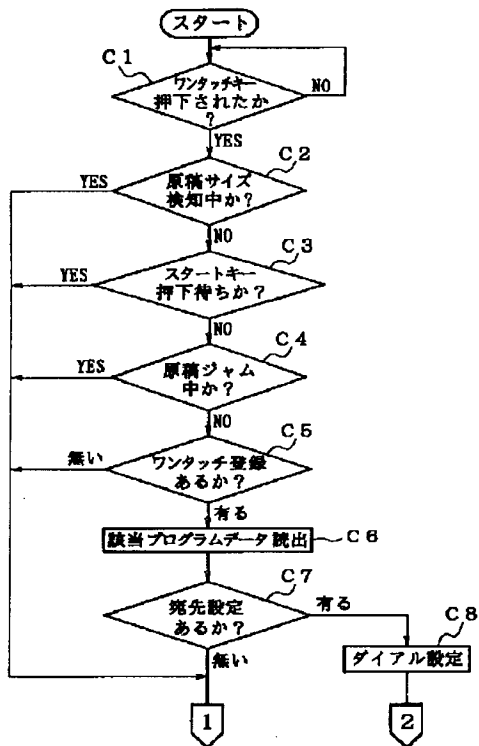 スタート
C1
ワンタッチキー
押下されたか
?
NO
YES
C2
YES
原稿サイズ
検知中か?
NO
C3
YES
スタートキー
押下待ちか?
NO
C4
YES
原稿ジャム
中か?
NO
C5
無い
ワンタッチ登録
あるか?
有る
該当プログラムデータ読出
C6
C7
宛先設定
あるか?
有る
C8
無い
ダイアル設定
1
2